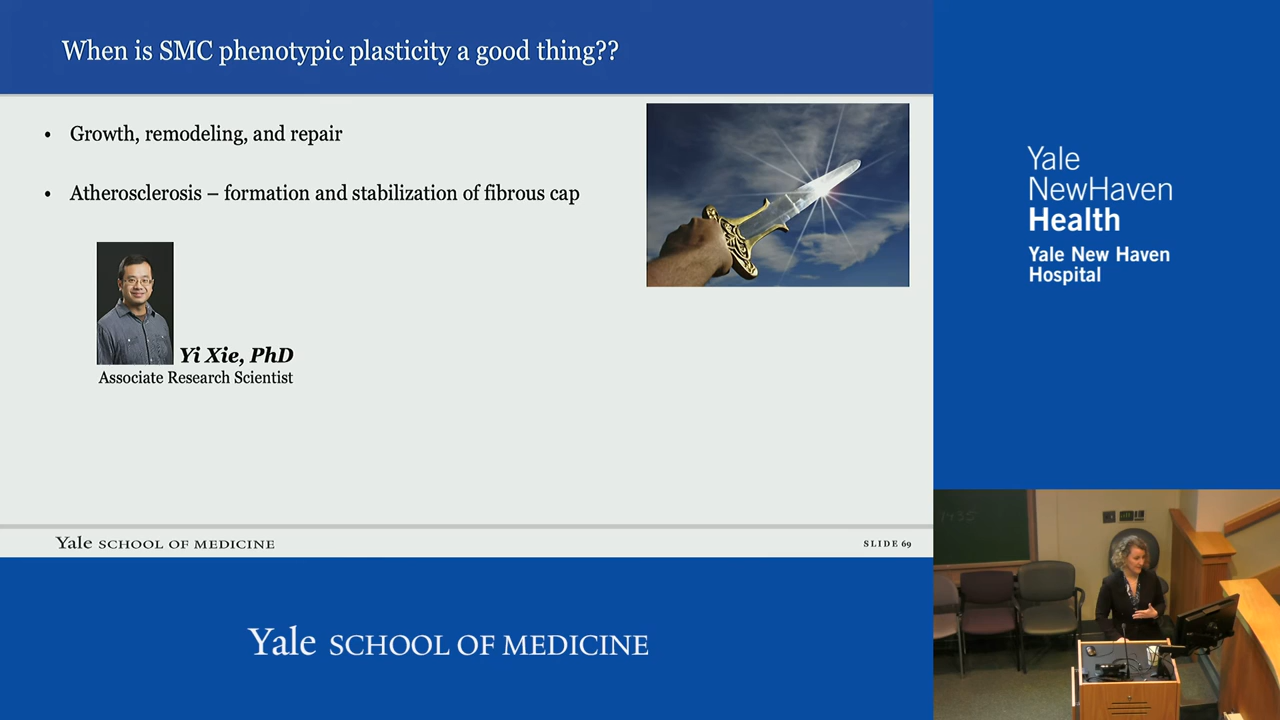 When is SMC phenotypic plasticity a good thing??
• Growth, remodeling, and repair
• Atherosclerosis – formation and stabilization of fibrous cap
Yi Xie, PhD
Associate Research Scientist
Yale SCHOOL OF MEDICINE
SLIDE 69
Yale SCHOOL OF MEDICINE
Yale
NewHaven
Health
Yale New Haven
Hospital